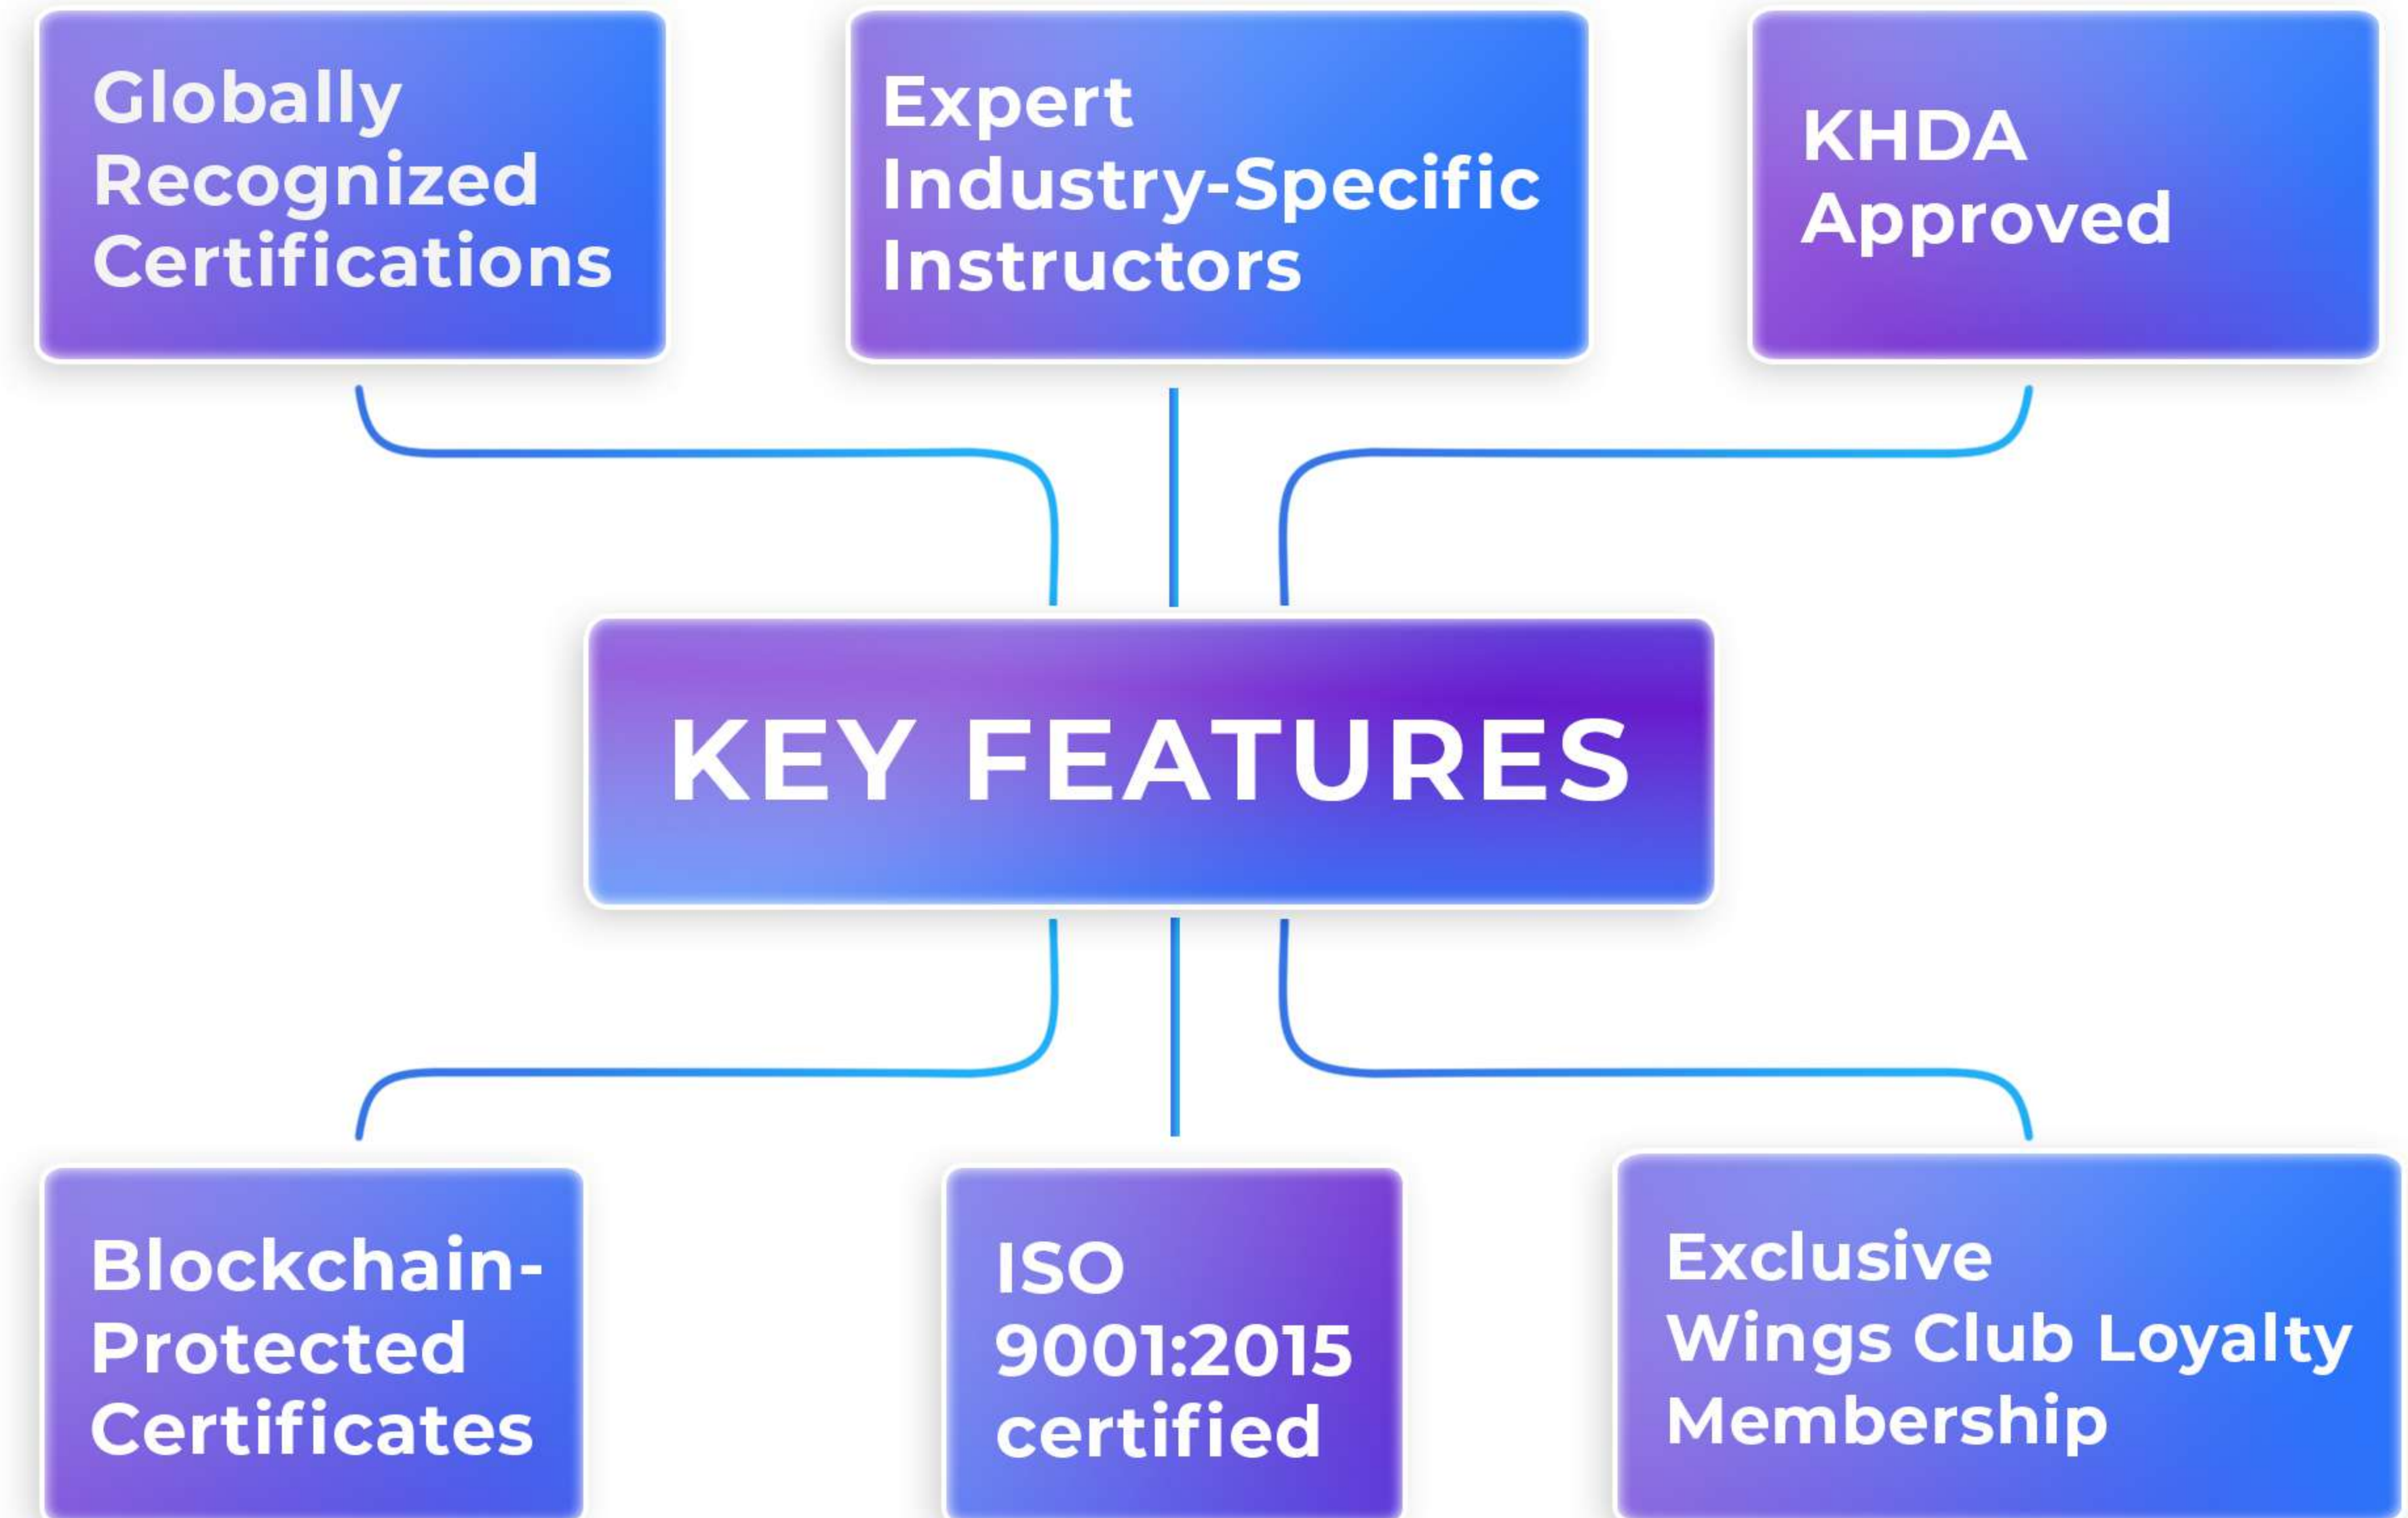 Globally
Recognized
Certifications
Expert
Industry-Specific
Instructors
KHDA
Approved
KEY FEATURES
Blockchain-
Protected
Certificates
ISO
9001:2015
certified
Exclusive
Wings Club Loyalty
Membership